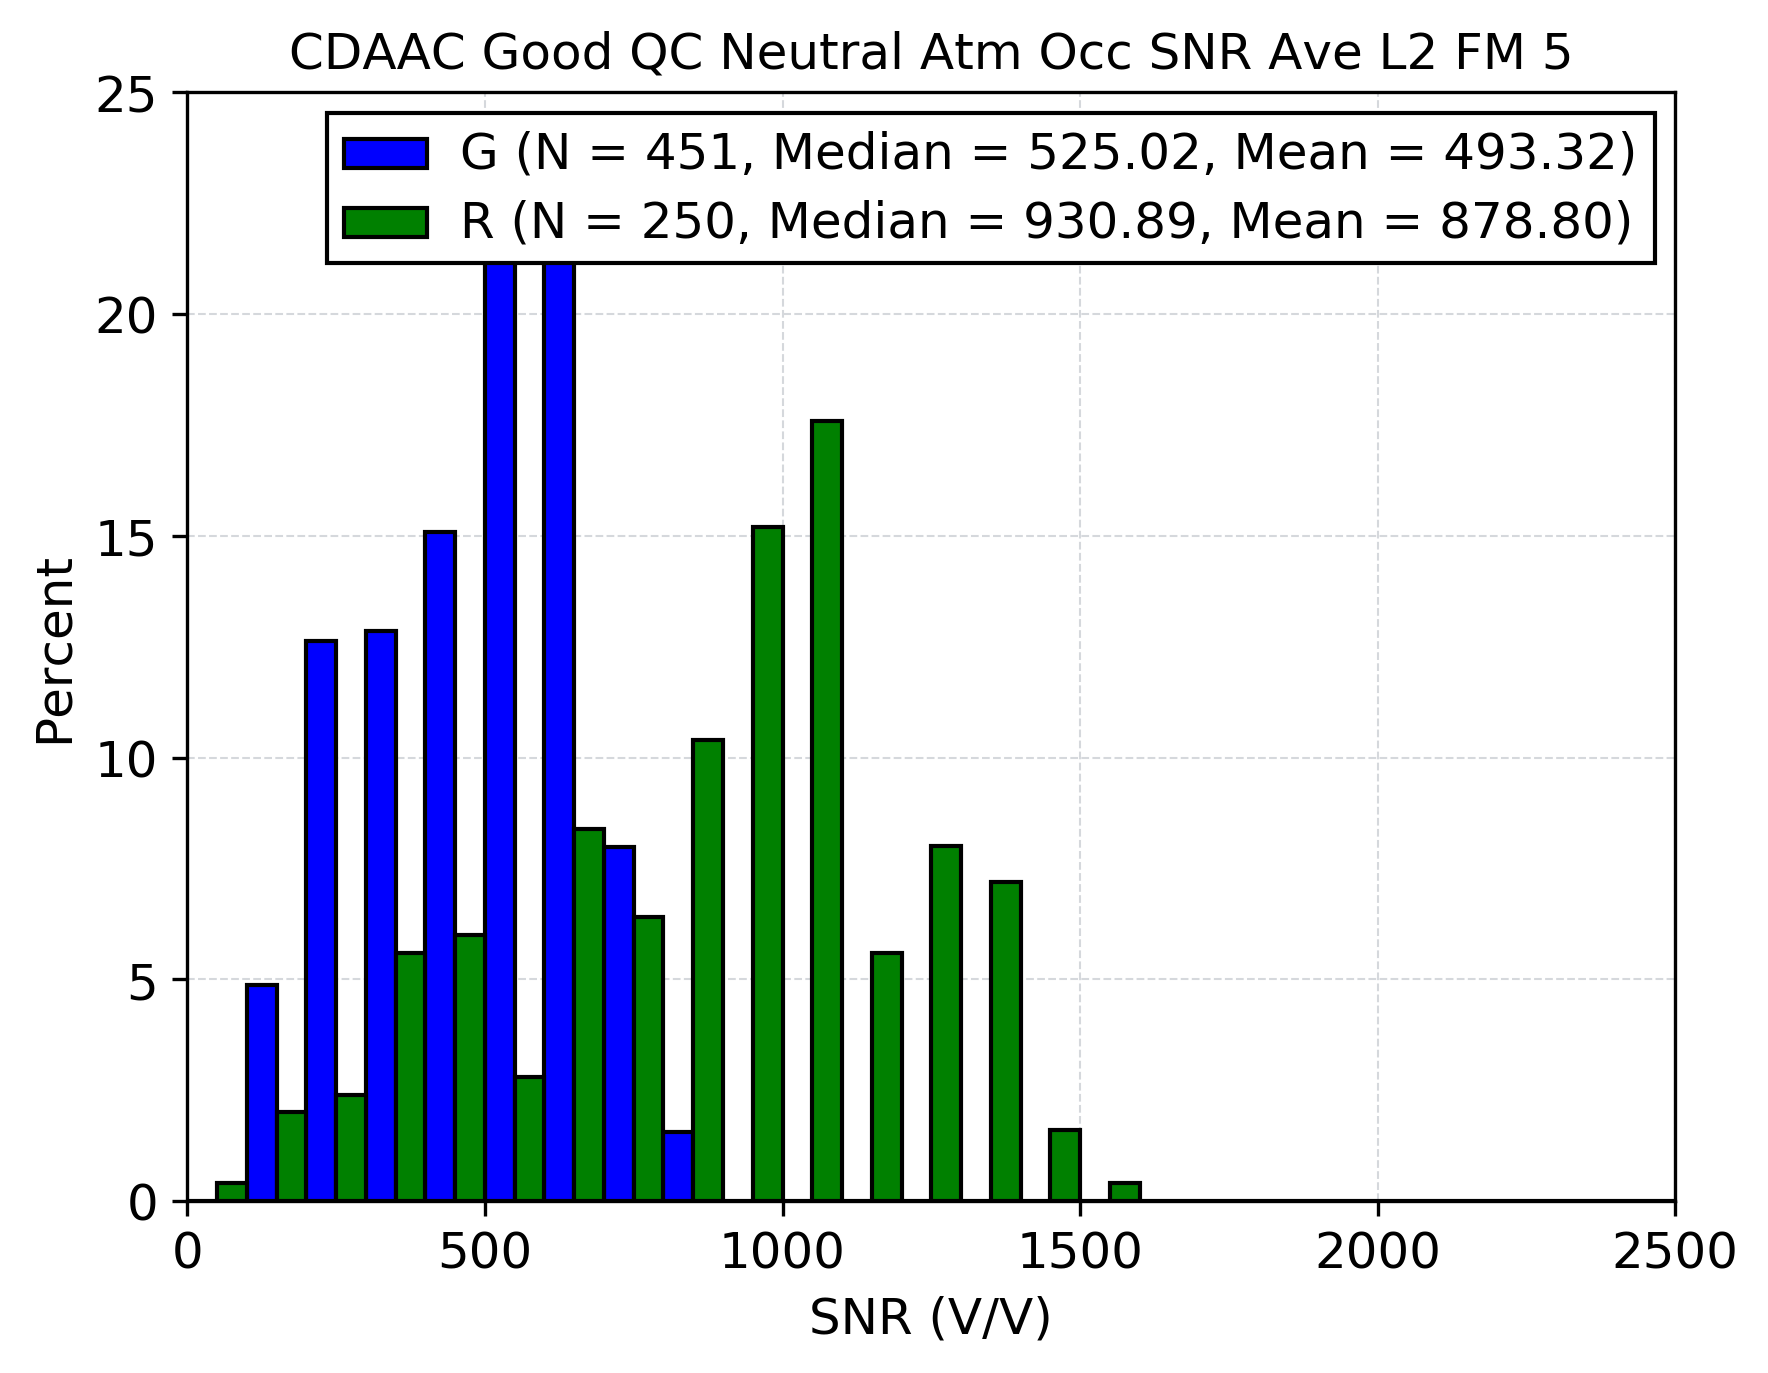 CDAAC Good QC Neutral Atm Occ SNR Ave L2 FM 5
25
20
15
10
5
0
Percent
G (N = 451, Median = 525.02, Mean = 493.32)
R (N = 250, Median = 930.89, Mean = 878.80)
0 500 1000 1500 2000 2500
SNR (V/V)